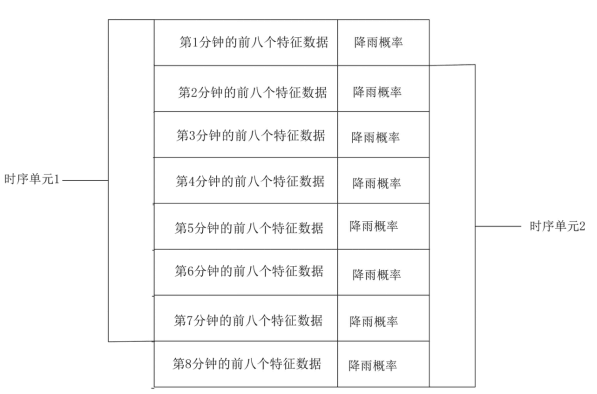 第1分钟的前八个特征数据 降雨概率
第2分钟的前八个特征数据 降雨概率
第3分钟的前八个特征数据 降雨概率
时序单元1
第4分钟的前八个特征数据 降雨概率
第5分钟的前八个特征数据 降雨概率
时序单元2
第6分钟的前八个特征数据 降雨概率
第7分钟的前八个特征数据 降雨概率
第8分钟的前八个特征数据 降雨概率